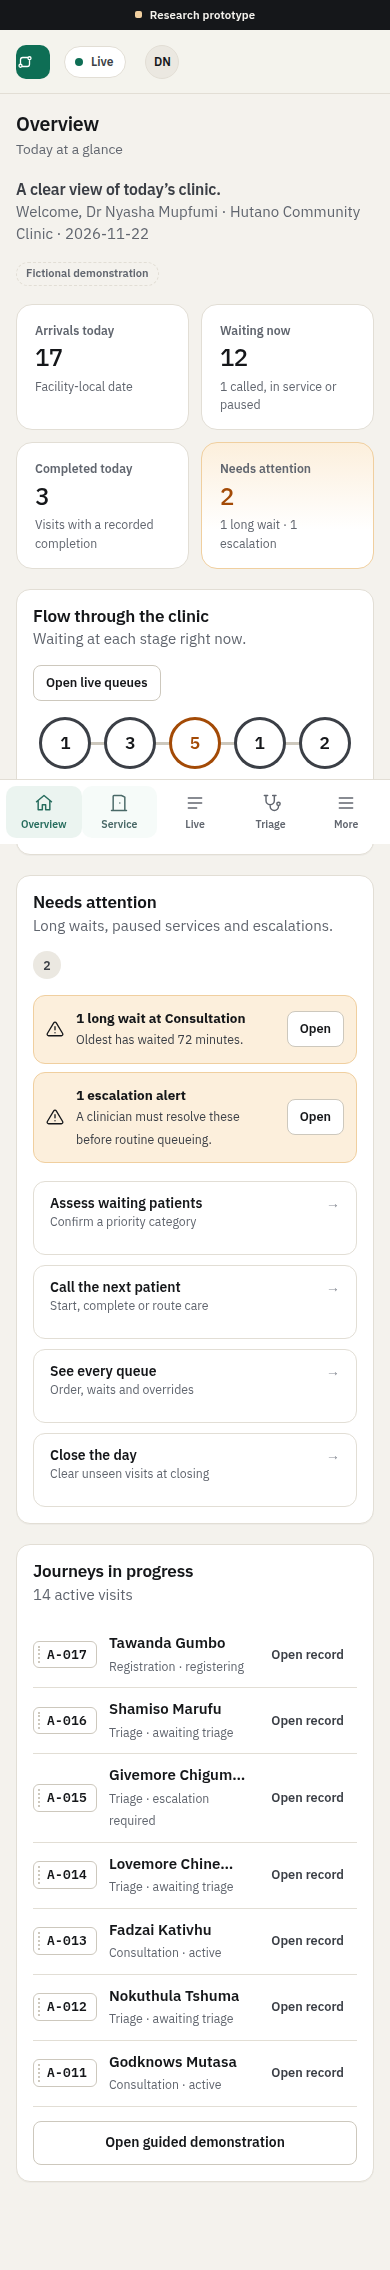 Research prototype
Live
DN
Overview
Today at a glance
A clear view of today’s clinic.
Welcome, Dr Nyasha Mupfumi · Hutano Community
Clinic · 2026-11-22
Fictional demonstration
Arrivals today
17
Facility-local date
Waiting now
12
1 called, in service or
paused
Completed today
3
Visits with a recorded
completion
Needs attention
2
1 long wait · 1
escalation
Flow through the clinic
Waiting at each stage right now.
Open live queues
1 3 5 1 2
Overview Service Live Triage More
Needs attention
Long waits, paused services and escalations.
2
1 long wait at Consultation
Oldest has waited 72 minutes.
Open
1 escalation alert
A clinician must resolve these
before routine queueing.
Open
Assess waiting patients →
Confirm a priority category
Call the next patient →
Start, complete or route care
See every queue →
Order, waits and overrides
Close the day →
Clear unseen visits at closing
Journeys in progress
14 active visits
A-017
Tawanda Gumbo
Registration · registering
Open record
A-016
Shamiso Marufu
Triage · awaiting triage
Open record
A-015
Givemore Chigum...
Triage · escalation
required
Open record
A-014
Lovemore Chine...
Triage · awaiting triage
Open record
A-013
Fadzai Kativhu
Consultation · active
Open record
A-012
Nokuthula Tshuma
Triage · awaiting triage
Open record
A-011
Godknows Mutasa
Consultation · active
Open record
Open guided demonstration